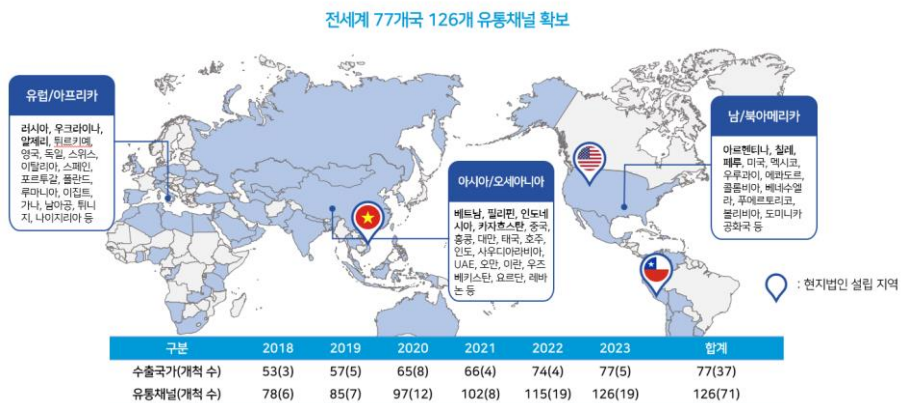 전세계 77개국 126개 유통채널 확보
유럽/아프리카
러시아, 우크라이나,
알제리, 튀르키예,
영국, 독일, 스위스,
이탈리아, 스페인,
포르투갈, 폴란드,
루마니아, 이집트,
가나, 남아공, 튀니
지, 나이지리아 등
아시아/오세아니아
베트남, 필리핀, 인도네
시아, 카자흐스탄, 중국,
홍콩, 대만, 태국, 호주,
인도, 사우디아라비아,
UAE, 오만, 이란, 우즈
베키스탄, 요르단, 레바
논 등
남/북아메리카
아르헨티나, 칠레,
페루, 미국, 멕시코,
우루과이, 에콰도르,
콜롬비아, 베네수엘
라, 푸에르토리코,
볼리비아, 도미니카
공화국 등
: 현지법인 설립 지역
구분 2018 2019 2020 2021 2022 2023 합계
수출국가(개척 수) 53(3) 57(5) 65(8) 66(4) 74(4) 77(5) 77(37)
유통채널(개척 수) 78(6) 85(7) 97(12) 102(8) 115(19) 126(19) 126(71)